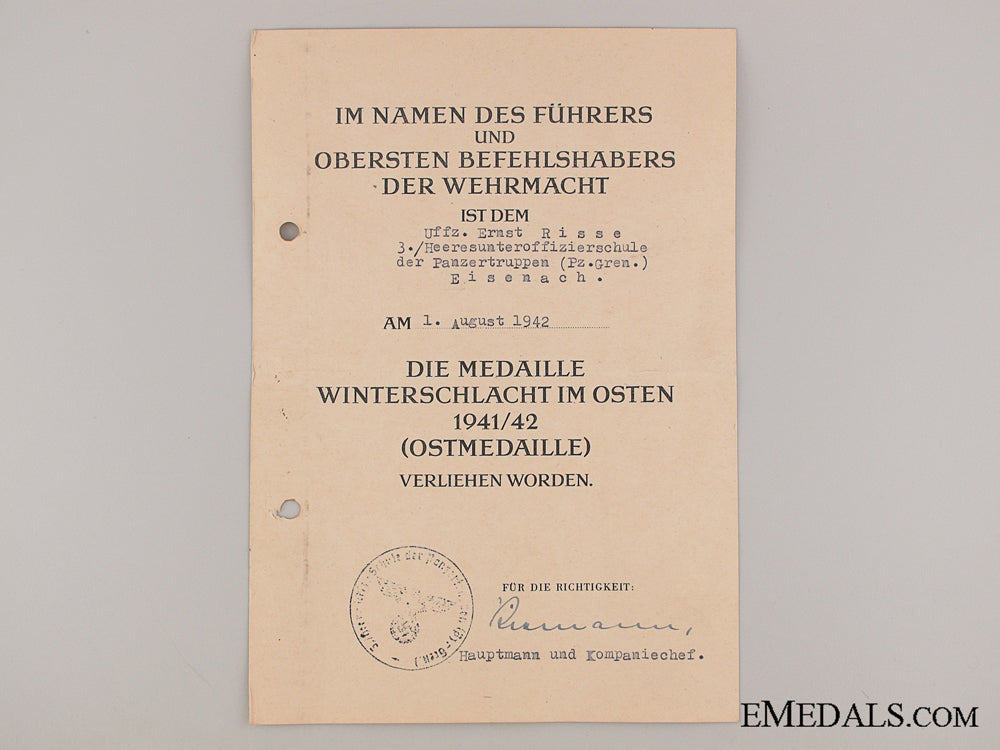 IM NAMEN DES FÜHRERS
UND
OBERSTEN BEFEHLSHABERS
DER WEHRMACHT
IST DEM
Uffz. Ernst R i s s e
3./Heeresunteroffizierschule
der Panzertruppen (Pz.Gren.)
E i s e n a c h .
AM 1. August 1942
DIE MEDAILLE
WINTERSCHLACHT IM OSTEN
1941/42
(OSTMEDAILLE)
VERLIEHEN WORDEN.
FÜR DIE RICHTIGKEIT:
Hauptmann und Kompaniechef.
Schule der
EMEDALS.COM